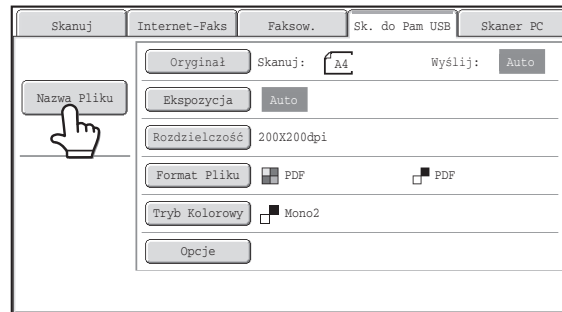 Skanuj Internet-Faks Faksow. Sk. do Pam USB Skaner PC
Oryginał Skanuj: A4 Wyślij: Auto
Nazwa Pliku Ekspozycja Auto
Rozdzielczość 200X200dpi
Format Pliku PDF PDF
Tryb Kolorowy Mono2
Opcje